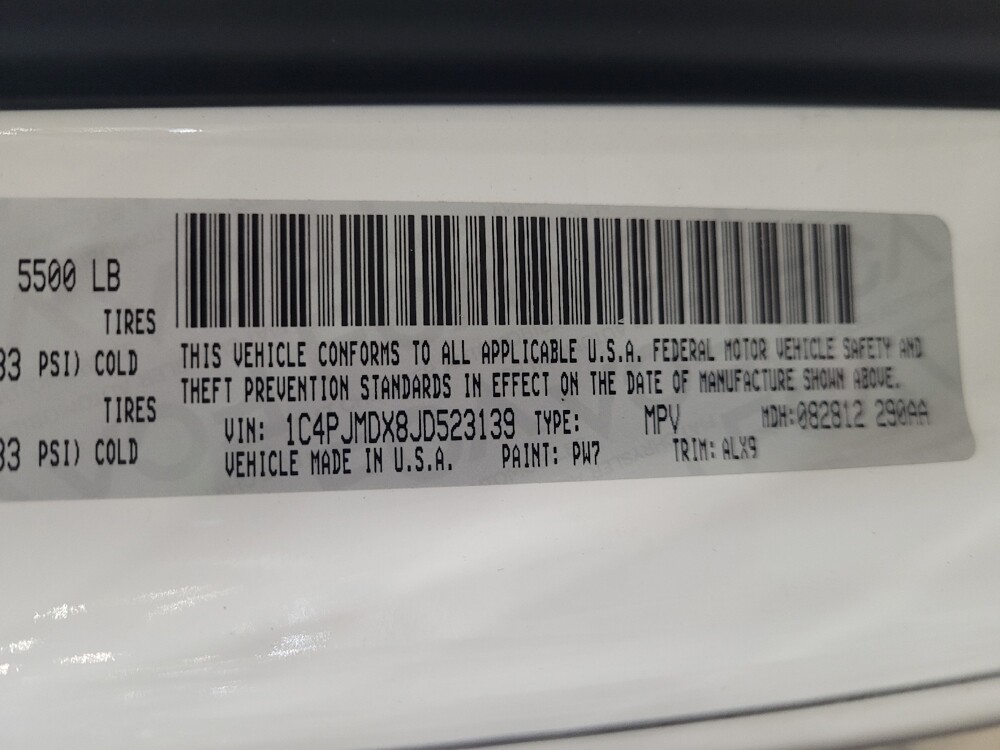 5500 LB
TIRES
33 PSI) COLD
TIRES
33 PSI) COLD
THIS VEHICLE CONFORMS TO ALL APPLICABLE U.S.A. FEDERAL MOTOR VEHICLE SAFETY AND
THEFT PREVENTION STANDARDS IN EFFECT ON THE DATE OF MANUFACTURE SHOWN ABOVE.
VIN: 1C4PJMDX8JD523139 TYPE: MPV MDH:082812 290AA
VEHICLE MADE IN U.S.A. PAINT: PW7 TRIM: ALX9